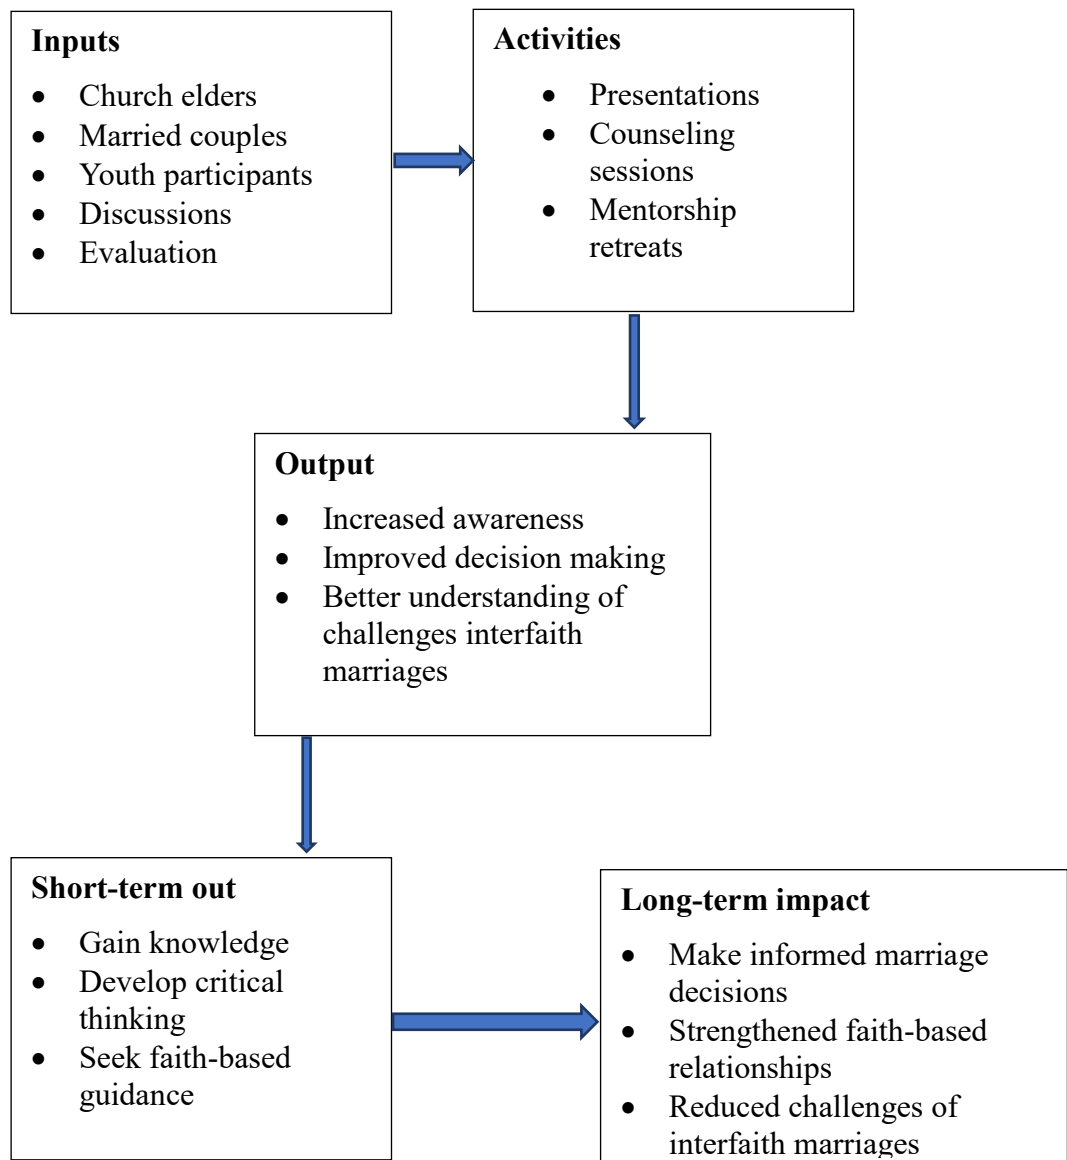 Inputs
• Church elders
• Married couples
• Youth participants
• Discussions
• Evaluation
Activities
• Presentations
• Counseling
sessions
• Mentorship
retreats
Output
• Increased awareness
• Improved decision making
• Better understanding of
challenges interfaith
marriages
Short-term out
• Gain knowledge
• Develop critical
thinking
• Seek faith-based
guidance
Long-term impact
• Make informed marriage
decisions
• Strengthened faith-based
relationships
• Reduced challenges of
interfaith marriages